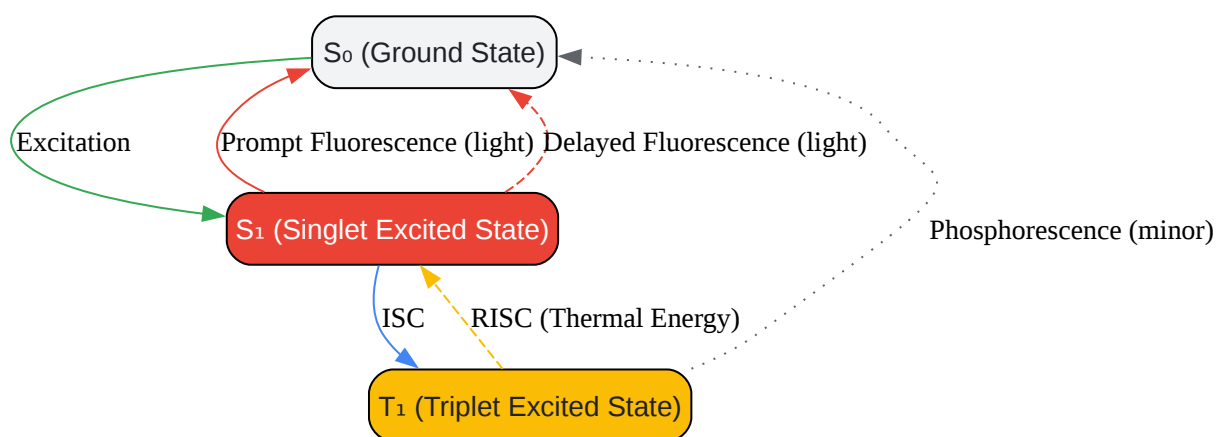 S₀ (Ground State)
Excitation
Prompt Fluorescence (light)
Delayed Fluorescence (light)
S₁ (Singlet Excited State)
Phosphorescence (minor)
ISC
RISC (Thermal Energy)
T₁ (Triplet Excited State)